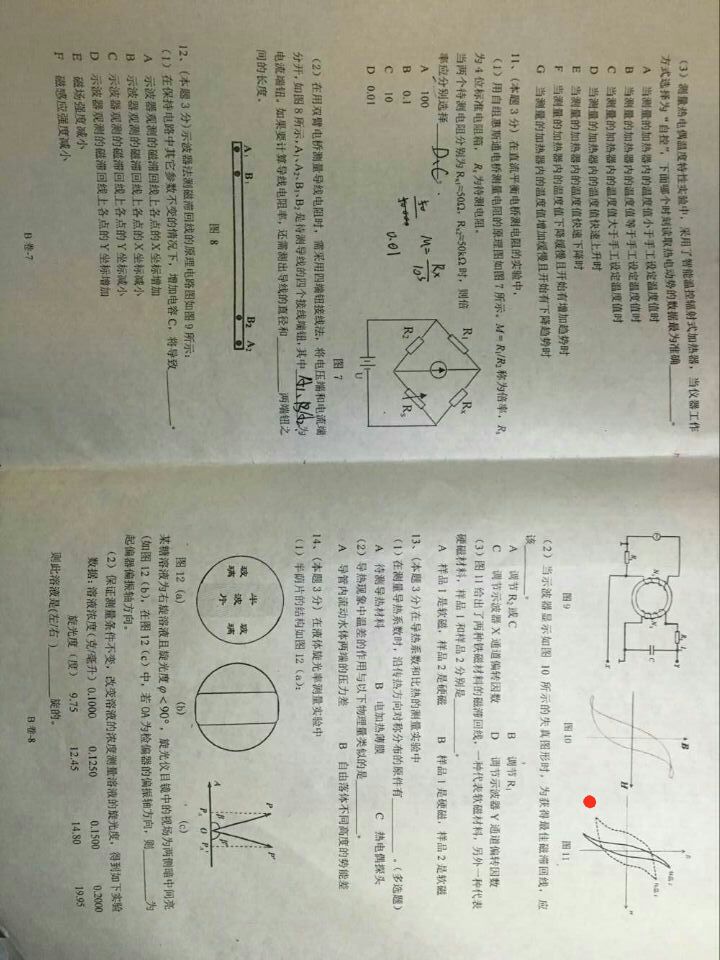 （3）测量热电偶温度特性实验中，采用了智能温控辐射式加热器，当仪器工作
方式选择为“自控”，下面哪个时刻读取热电动势的数据最为准确________。
A 当测量的加热器内的温度值小于手工设定温度值时
B 当测量的加热器内的温度值等于手工设定温度值时
C 当测量的加热器内的温度值大于手工设定温度值时
D 当测量的加热器内的温度值快速上升时
E 当测量的加热器内的温度值快速下降时
F 当测量的加热器内的温度值下降缓慢且开始有增加趋势时
G 当测量的加热器内的温度值增加缓慢且开始有下降趋势时
11、（本题3分）在直流平衡电桥测电阻的实验中，
（1）用自组惠斯通电桥测量电阻的原理图如图7所示。M = R₁/R₂ 称为倍率，Rs
为4位标准电阻箱， Rx为待测电阻。
当两个待测电阻分别为 Rx1≈50Ω，Rx2≈50kΩ 时，则倍
率应分别选择 D、C 。
A 100
B 0.1
C 10
D 0.01
50
M= Rx
10³
0.01
R₁ Rx
R₂ Rs
U
图 7
（2）在用双臂电桥测量导线电阻时，需采用四端钮接线法，将电压端和电流端
分开，如图8所示，A₁、A₂、B₁、B₂是待测导线的四个接线端钮，其中 为
电流端钮。如果要计算导线电阻率，还需测出导线的直径和________两端钮之
间的长度。
A₁ B₁ B₂ A₂
图 8
12、（本题3分）示波器法测磁滞回线的原理电路图如图9所示：
（1）在保持电路中其它参数不变的情况下，增加电容C，将导致________。
A 示波器观测的磁滞回线上各点的X坐标增加
B 示波器观测的磁滞回线上各点的X坐标减小
C 示波器观测的磁滞回线上各点的Y坐标减小
D 示波器观测的磁滞回线上各点的Y坐标增加
E 磁场强度减小
F 磁感应强度减小
B 卷-7
N₁ N₂ R₂ I₂ Y
C
R₁ X
图9
B
H
图10
B
样品1
样品2
H
图11
（2）当示波器显示如图 10 所示的失真图形时，为获得最佳磁滞回线，应
该________。
A 调节R₂或C B 调节R₁
C 调节示波器X通道偏转因数 D 调节示波器Y通道偏转因数
（3）图11给出了两种铁磁材料的磁滞回线，一种代表软磁材料，另外一种代表
硬磁材料，样品1和样品2分别是________。
A 样品1是软磁，样品2是硬磁 B 样品1是硬磁，样品2是软磁
13、（本题3分）在导热系数和比热的测量实验中
（1）在测量导热系数时，沿传热方向对称分布的原件有________ 。（多选题）
A 待测导热材料 B 电加热薄膜 C 热电偶探头
（2）导热现象中温差的作用与以下物理量类似的是________。
A 导管内流动水体两端的压力差 B 自由落体不同高度的势能差
14、（本题3分）在液体旋光率测量实验中
（1）半荫片的结构如图12（a）：
玻璃 半波片 玻璃
P P′
β β′
A P_A O P_A′
图12 (a) (b) (c)
某糖溶液为右旋溶液且旋光度φ<90°，旋光仪目镜中的视场为两侧暗中间亮
(如图12（b），在图12（c）中，若OA为检偏器的偏振轴方向，则________为
起偏器偏振轴方向。
（2）保证测量条件不变，改变溶液的浓度测量溶液的旋光度，得到如下实验
数据:溶液浓度(克/毫升) 0.1000 0.1250 0.1500 0.2000
旋光度（度） 9.75 12.45 14.80 19.95
则此溶液是(左/右 )________旋的。
B 卷-8